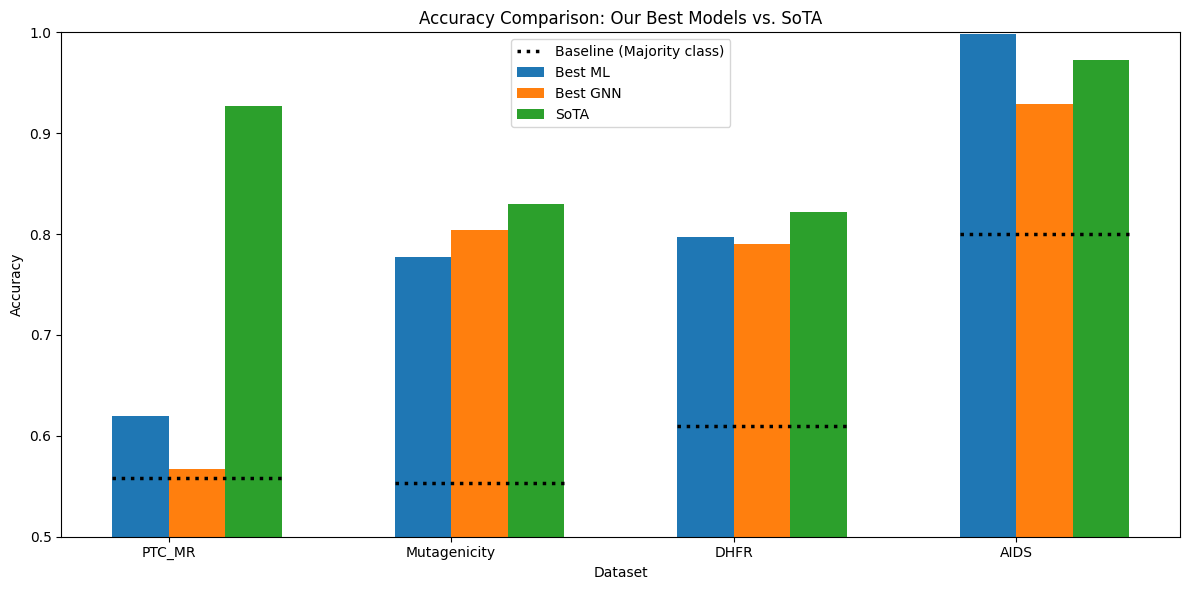 Accuracy Comparison: Our Best Models vs. SoTA
Baseline (Majority class)
Best ML
Best GNN
SoTA
1.0
0.9
0.8
0.7
0.6
0.5
Accuracy
PTC_MR
Mutagenicity
DHFR
AIDS
Dataset